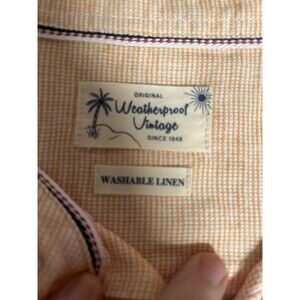 ORIGINAL
Weatherproof
Vintage
SINCE 1948
WASHABLE LINEN